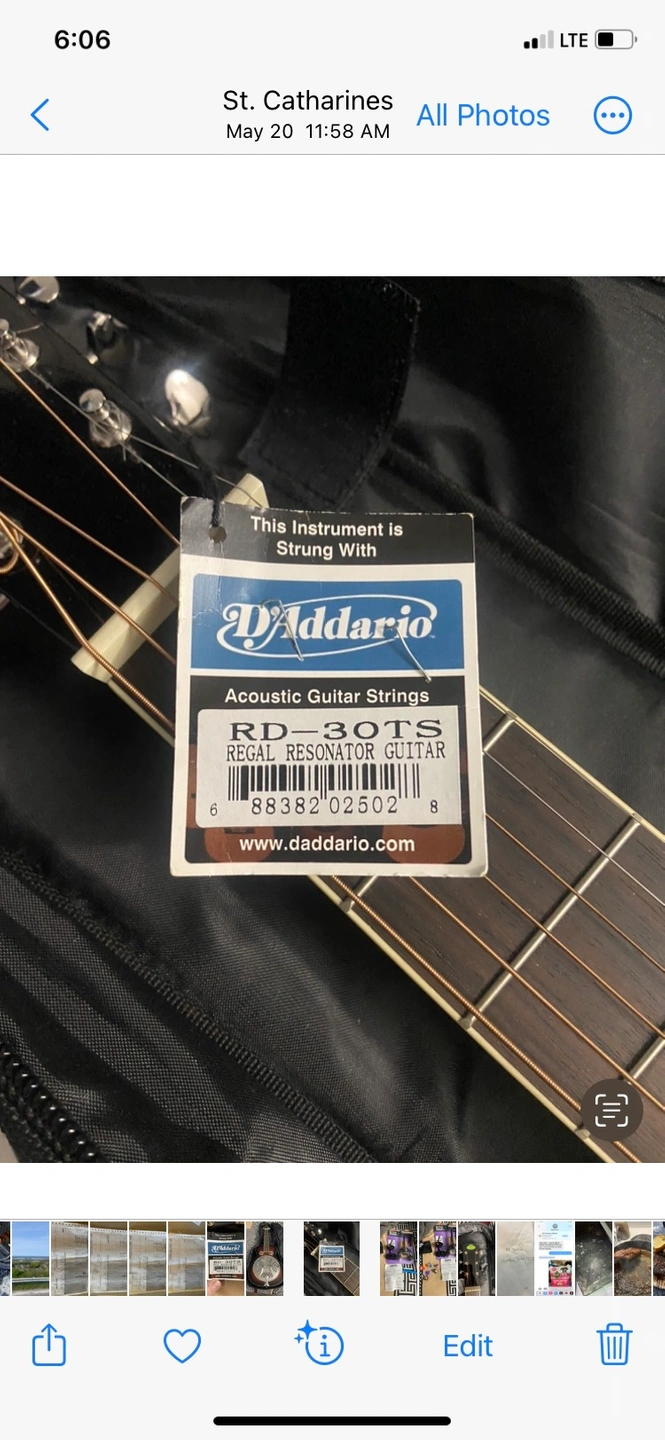 6:06
LTE
St. Catharines
All Photos
May 20 11:58 AM
This Instrument is
Strung With
D'Addario
Acoustic Guitar Strings
RD-30TS
REGAL RESONATOR GUITAR
6 88382 02502 8
www.daddario.com
Edit